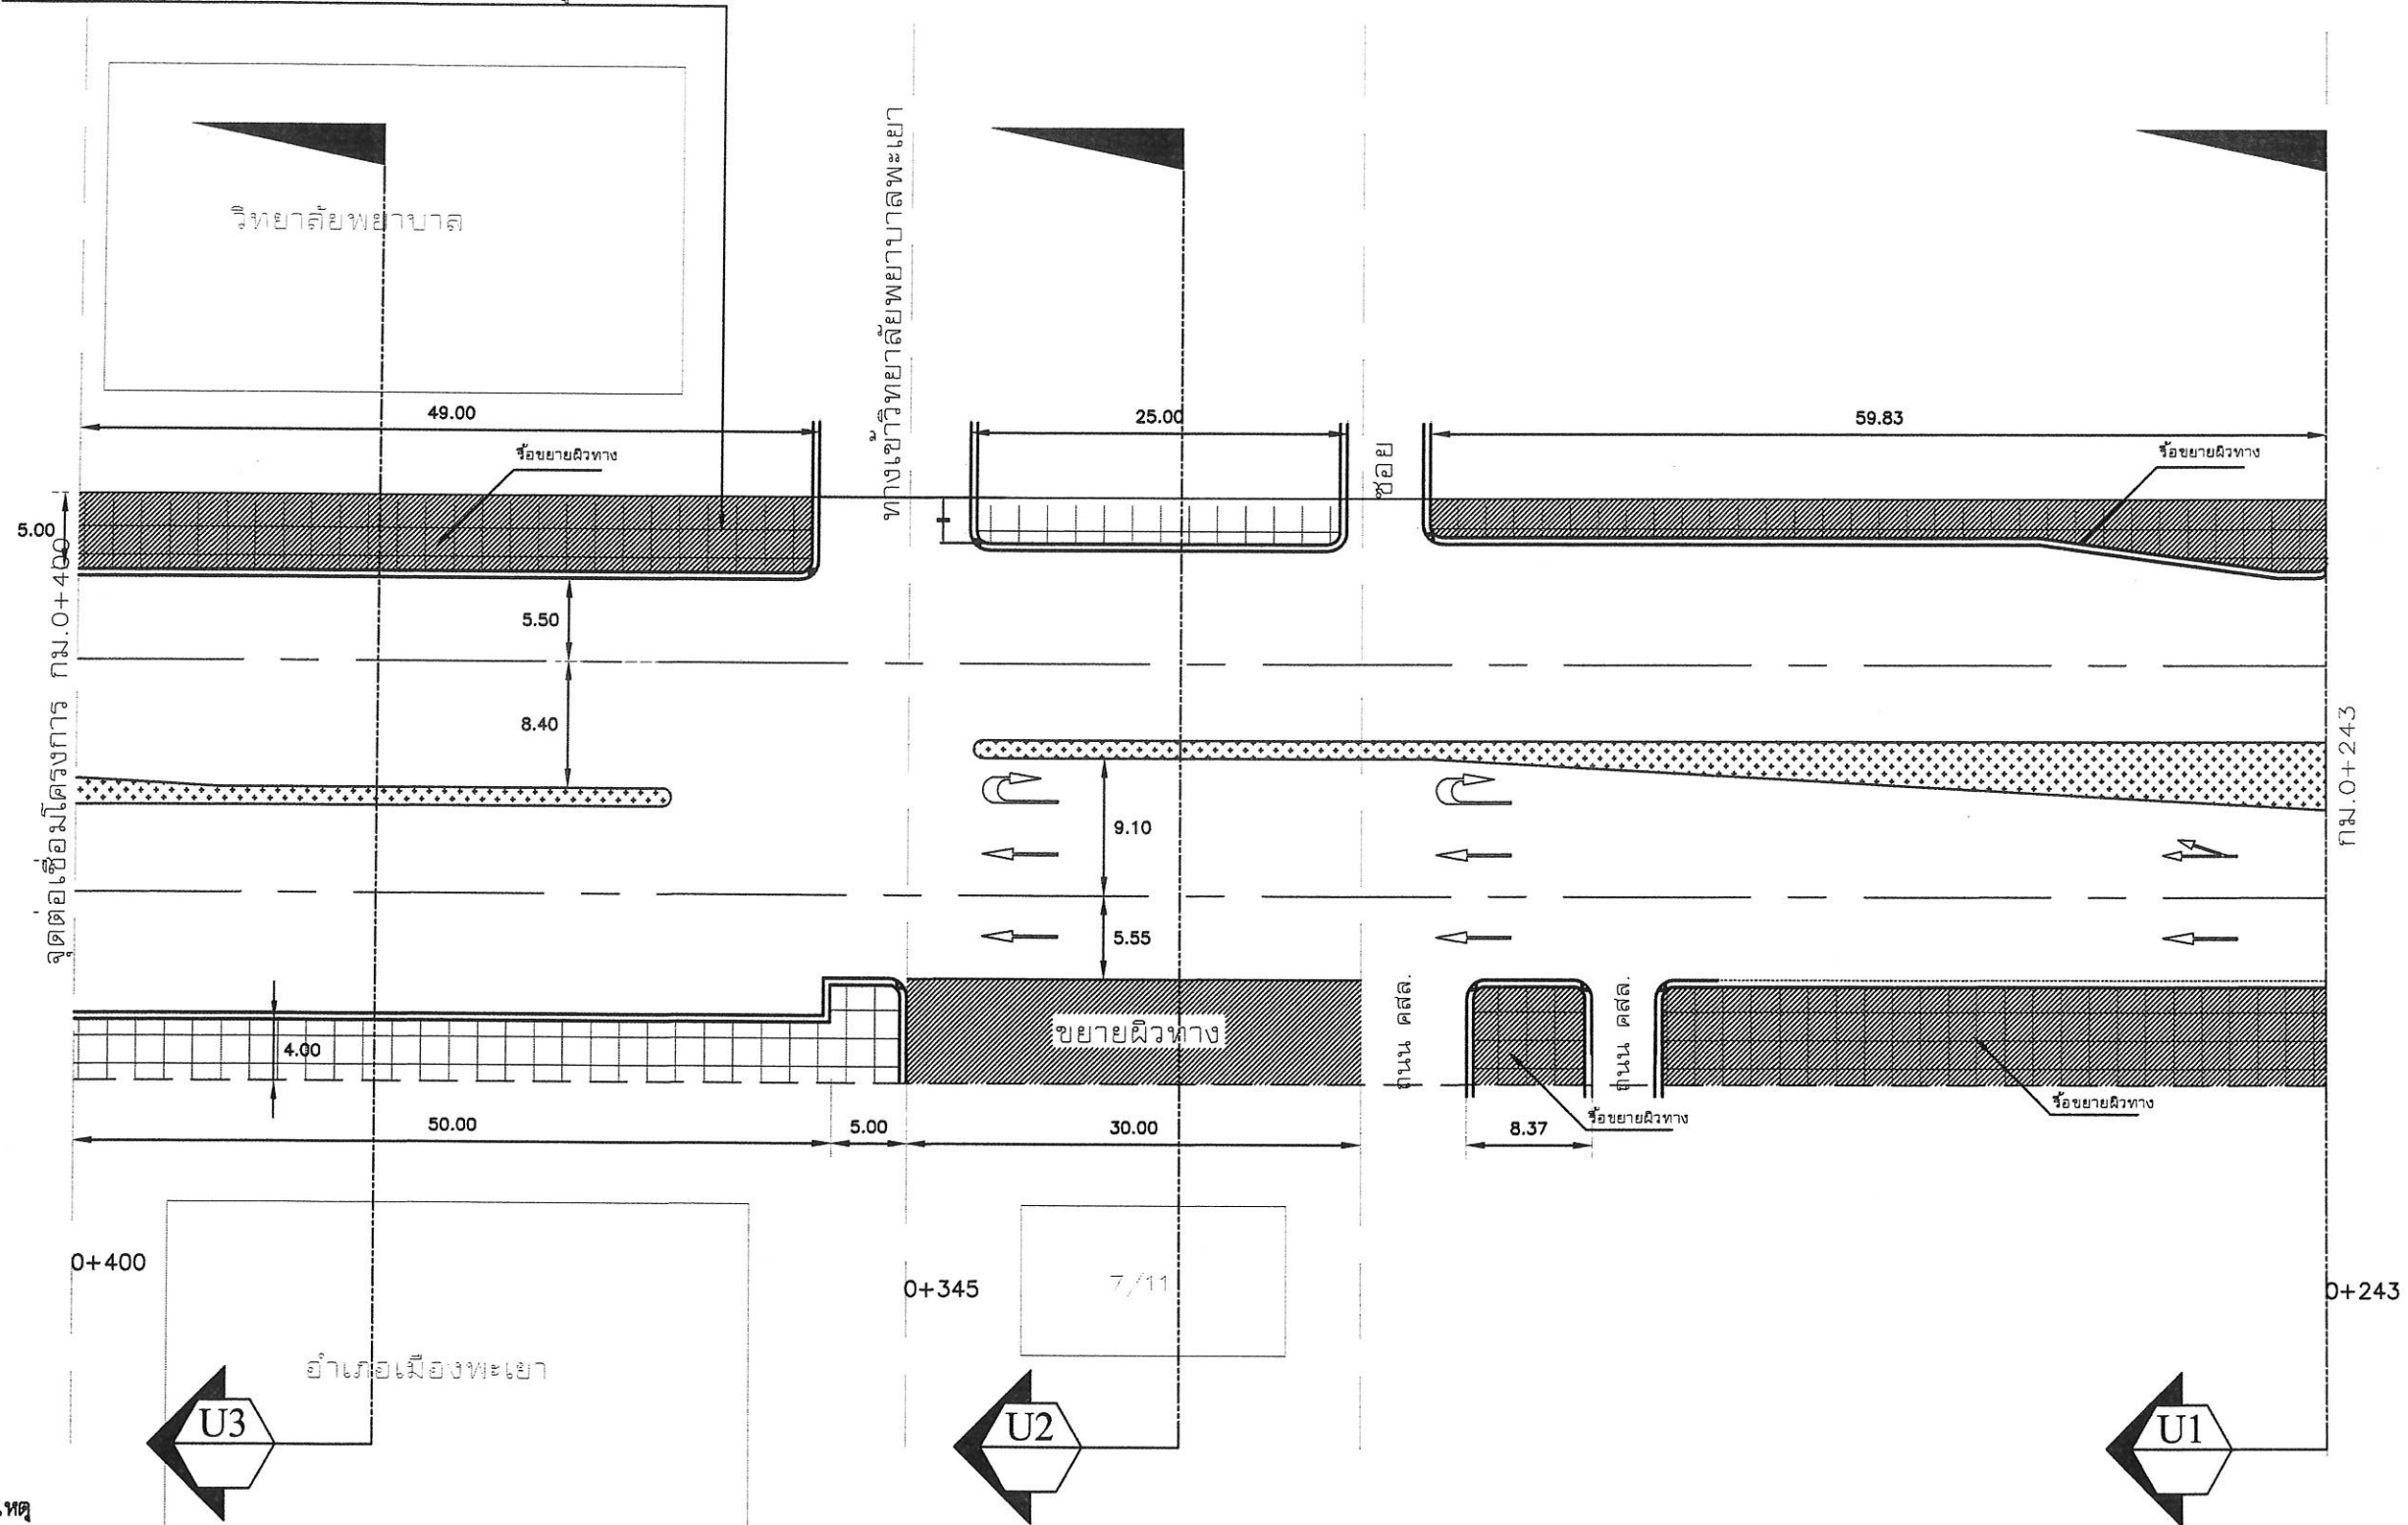 วิทยาลัยพยาบาล
ทางเข้าวิทยาลัยพยาบาลพะเยา
49.00
25.00
59.83
รื้อขยายผิวทาง
ซอย
รื้อขยายผิวทาง
5.00
5.50
8.40
จุดต่อเชื่อมโครงการ กม.0+400
กม.0+243
9.10
5.55
4.00
ขยายผิวทาง
ถนน คสล.
ถนน คสล.
รื้อขยายผิวทาง
รื้อขยายผิวทาง
50.00
5.00
30.00
8.37
0+400
0+345
7/11
0+243
อำเภอเมืองพะเยา
U3
U2
U1